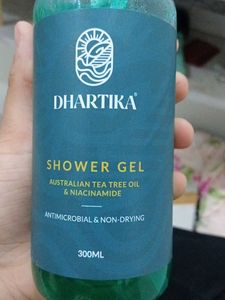 DHARTIKA®
SHOWER GEL
AUSTRALIAN TEA TREE OIL
& NIACINAMIDE
ANTIMICROBIAL & NON-DRYING
300ML